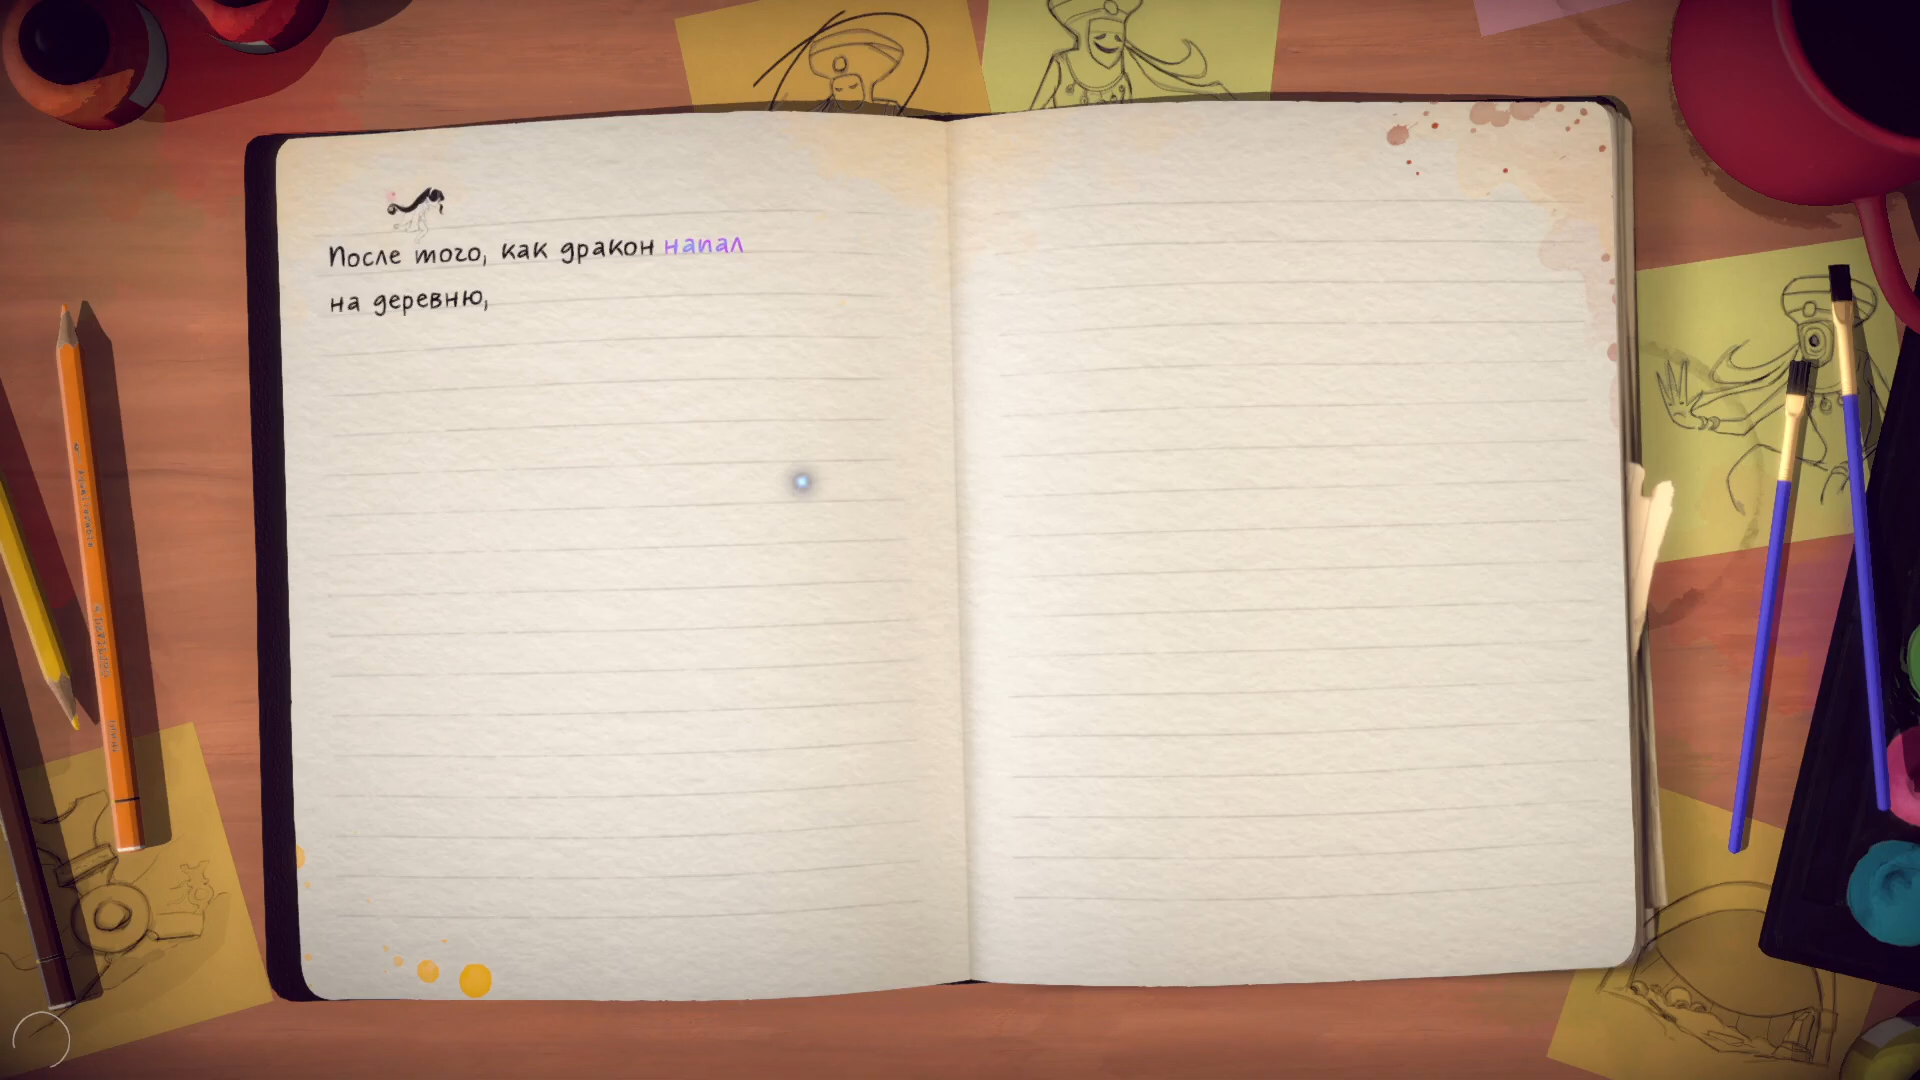 После того, как дракон напал
на деревню,